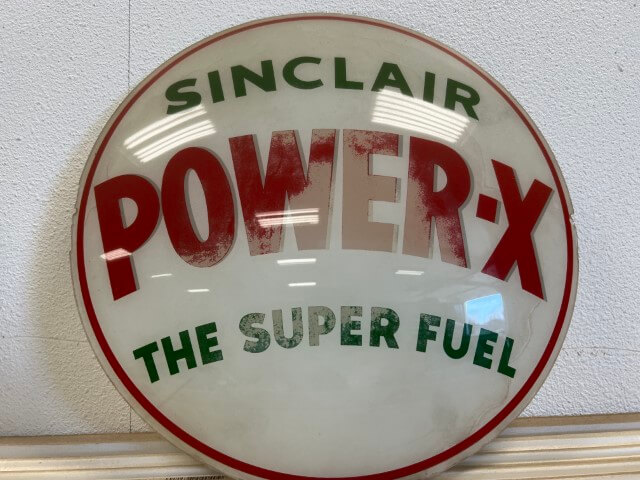 SINCLAIR
POWER-X
THE SUPER FUEL